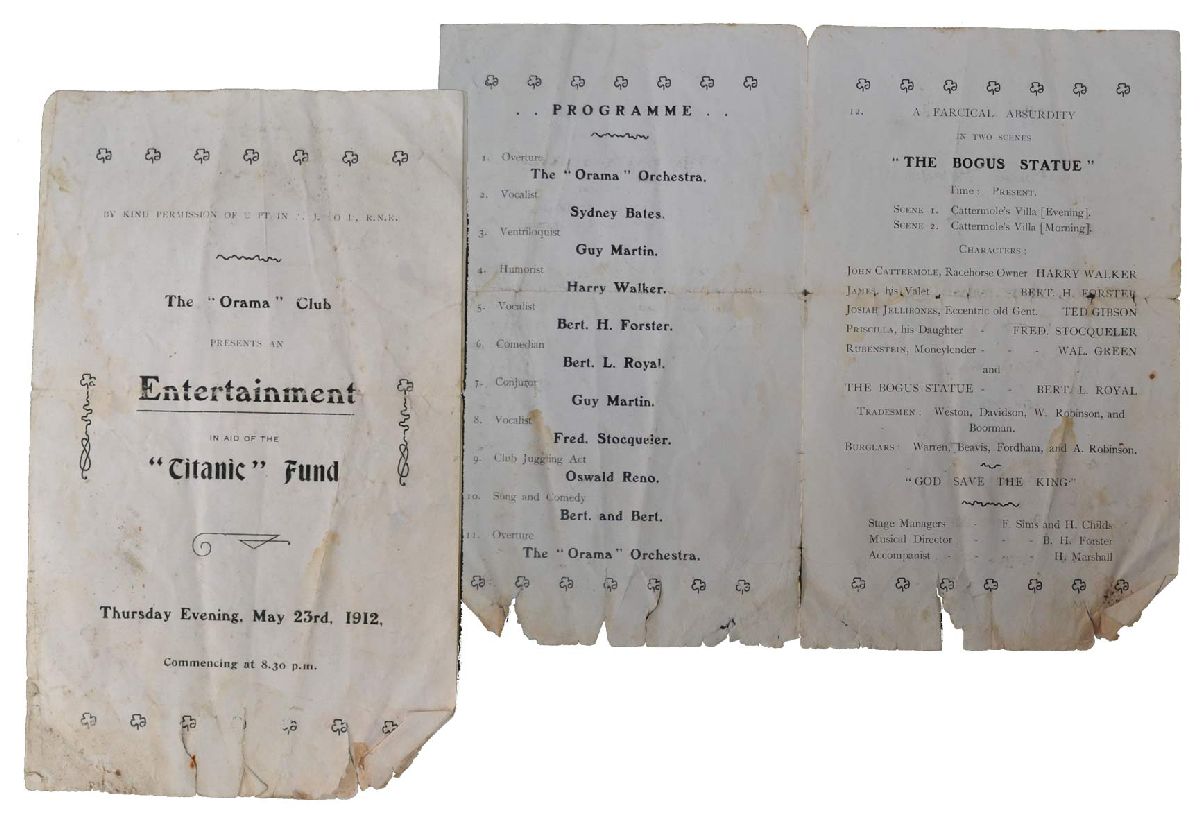 BY KIND PERMISSION OF R.N.R.
The "Orama" Club
PRESENTS AN
Entertainment
IN AID OF THE
"Titanic" Fund
Thursday Evening, May 23rd, 1912,
Commencing at 8.30 p.m.
. . PROGRAMME . .
1. Overture
The "Orama" Orchestra.
2. Vocalist
Sydney Bates.
3. Ventriloquist
Guy Martin.
4. Humorist
Harry Walker.
5. Vocalist
Bert. H. Forster.
6. Comedian
Bert. L. Royal.
7. Conjuror
Guy Martin.
8. Vocalist
Fred. Stocqueler.
9. Club Juggling Act
Oswald Reno.
10. Song and Comedy
Bert. and Bert.
11. Overture
The "Orama" Orchestra.
12. A FARCICAL ABSURDITY
IN TWO SCENES
"THE BOGUS STATUE"
Time: PRESENT.
SCENE 1. Cattermole's Villa [Evening].
SCENE 2. Cattermole's Villa [Morning].
CHARACTERS:
JOHN CATTERMOLE, Racehorse Owner HARRY WALKER
JAMES, his Valet - - - BERT. H. FORSTER
JOSIAH JELLIBONES, Eccentric old Gent. TED GIBSON
PRISCILLA, his Daughter - FRED. STOCQUELER
RUBENSTEIN, Moneylender - - - WAL. GREEN
and
THE BOGUS STATUE - - BERT. L. ROYAL
TRADESMEN: Weston, Davidson, W. Robinson, and
Boorman.
BURGLARS: Warren, Beavis, Fordham, and A. Robinson.
"GOD SAVE THE KING"
Stage Managers - - F. Sims and H. Childs
Musical Director - - - B. H. Forster
Accompanist - - - - H. Marshall